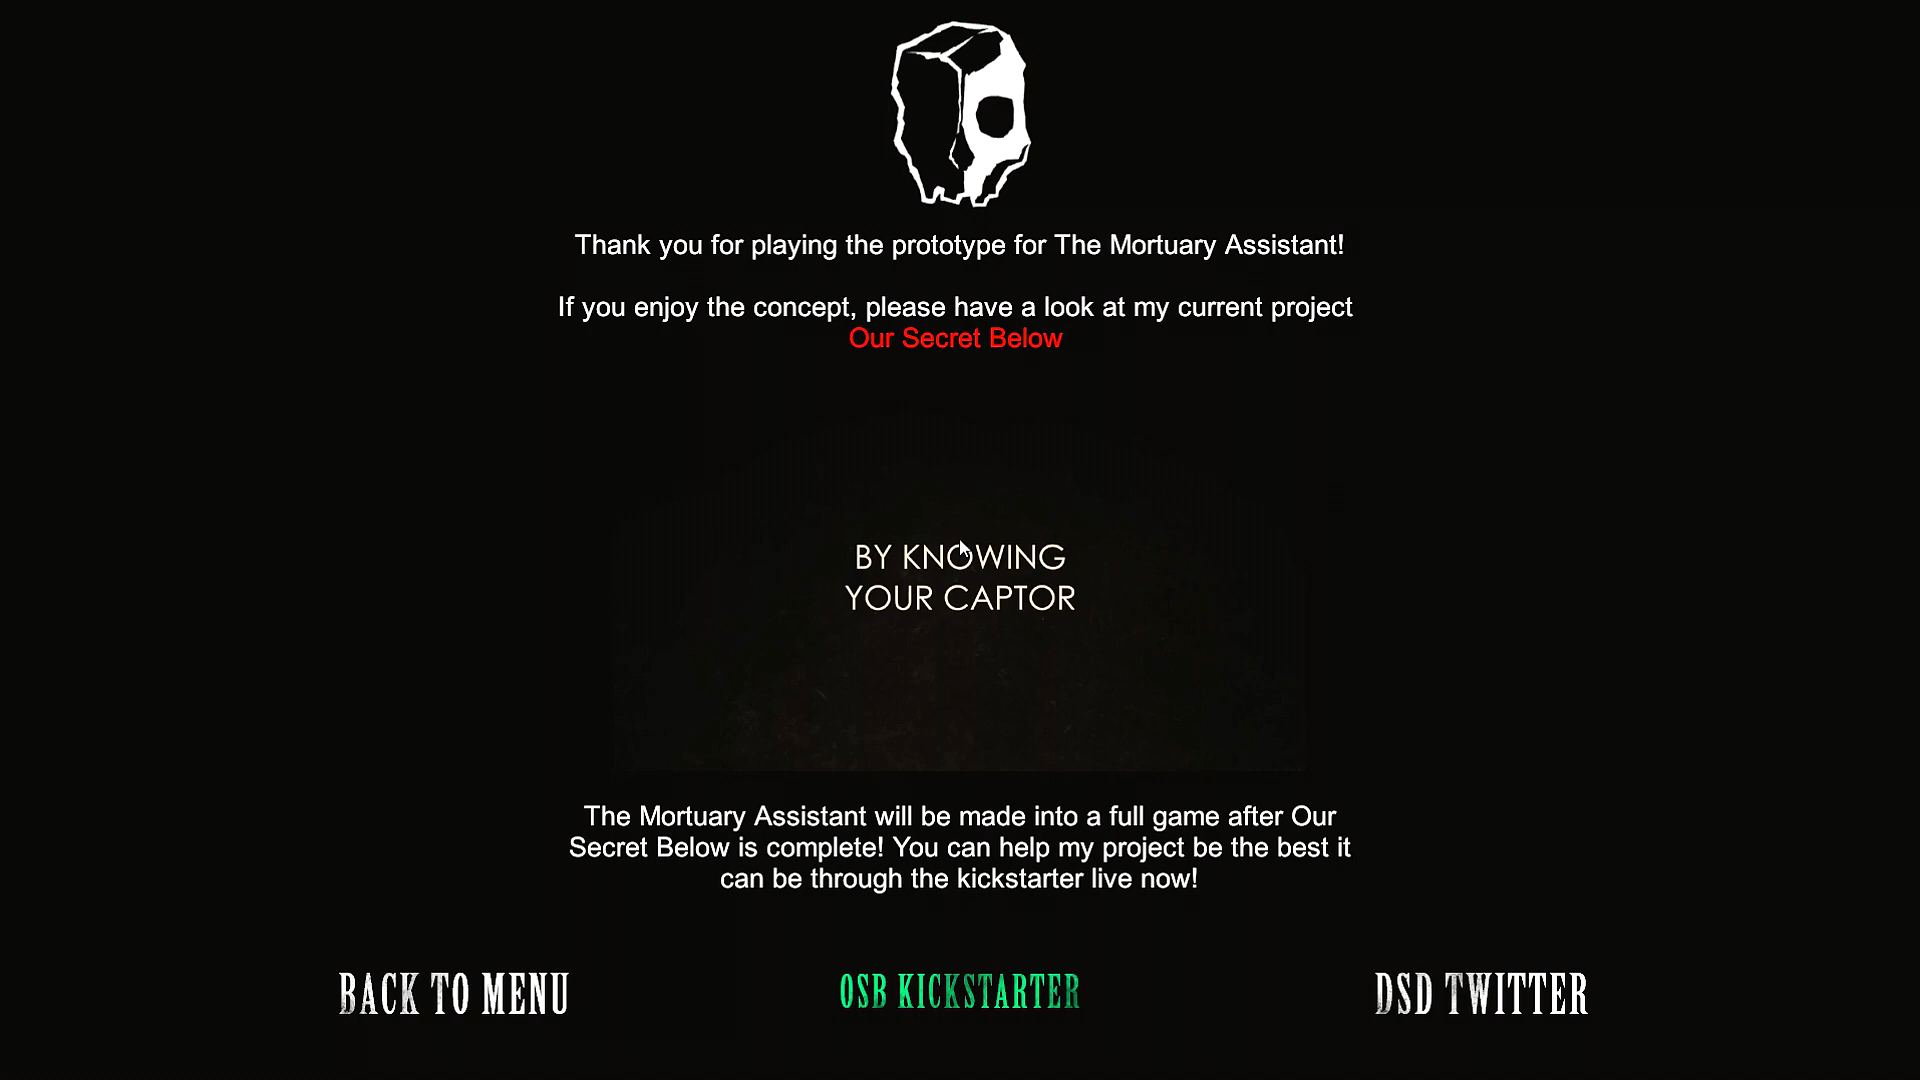 Thank you for playing the prototype for The Mortuary Assistant!
If you enjoy the concept, please have a look at my current project
Our Secret Below
BY KNOWING
YOUR CAPTOR
The Mortuary Assistant will be made into a full game after Our
Secret Below is complete! You can help my project be the best it
can be through the kickstarter live now!
BACK TO MENU
OSB KICKSTARTER
DSD TWITTER